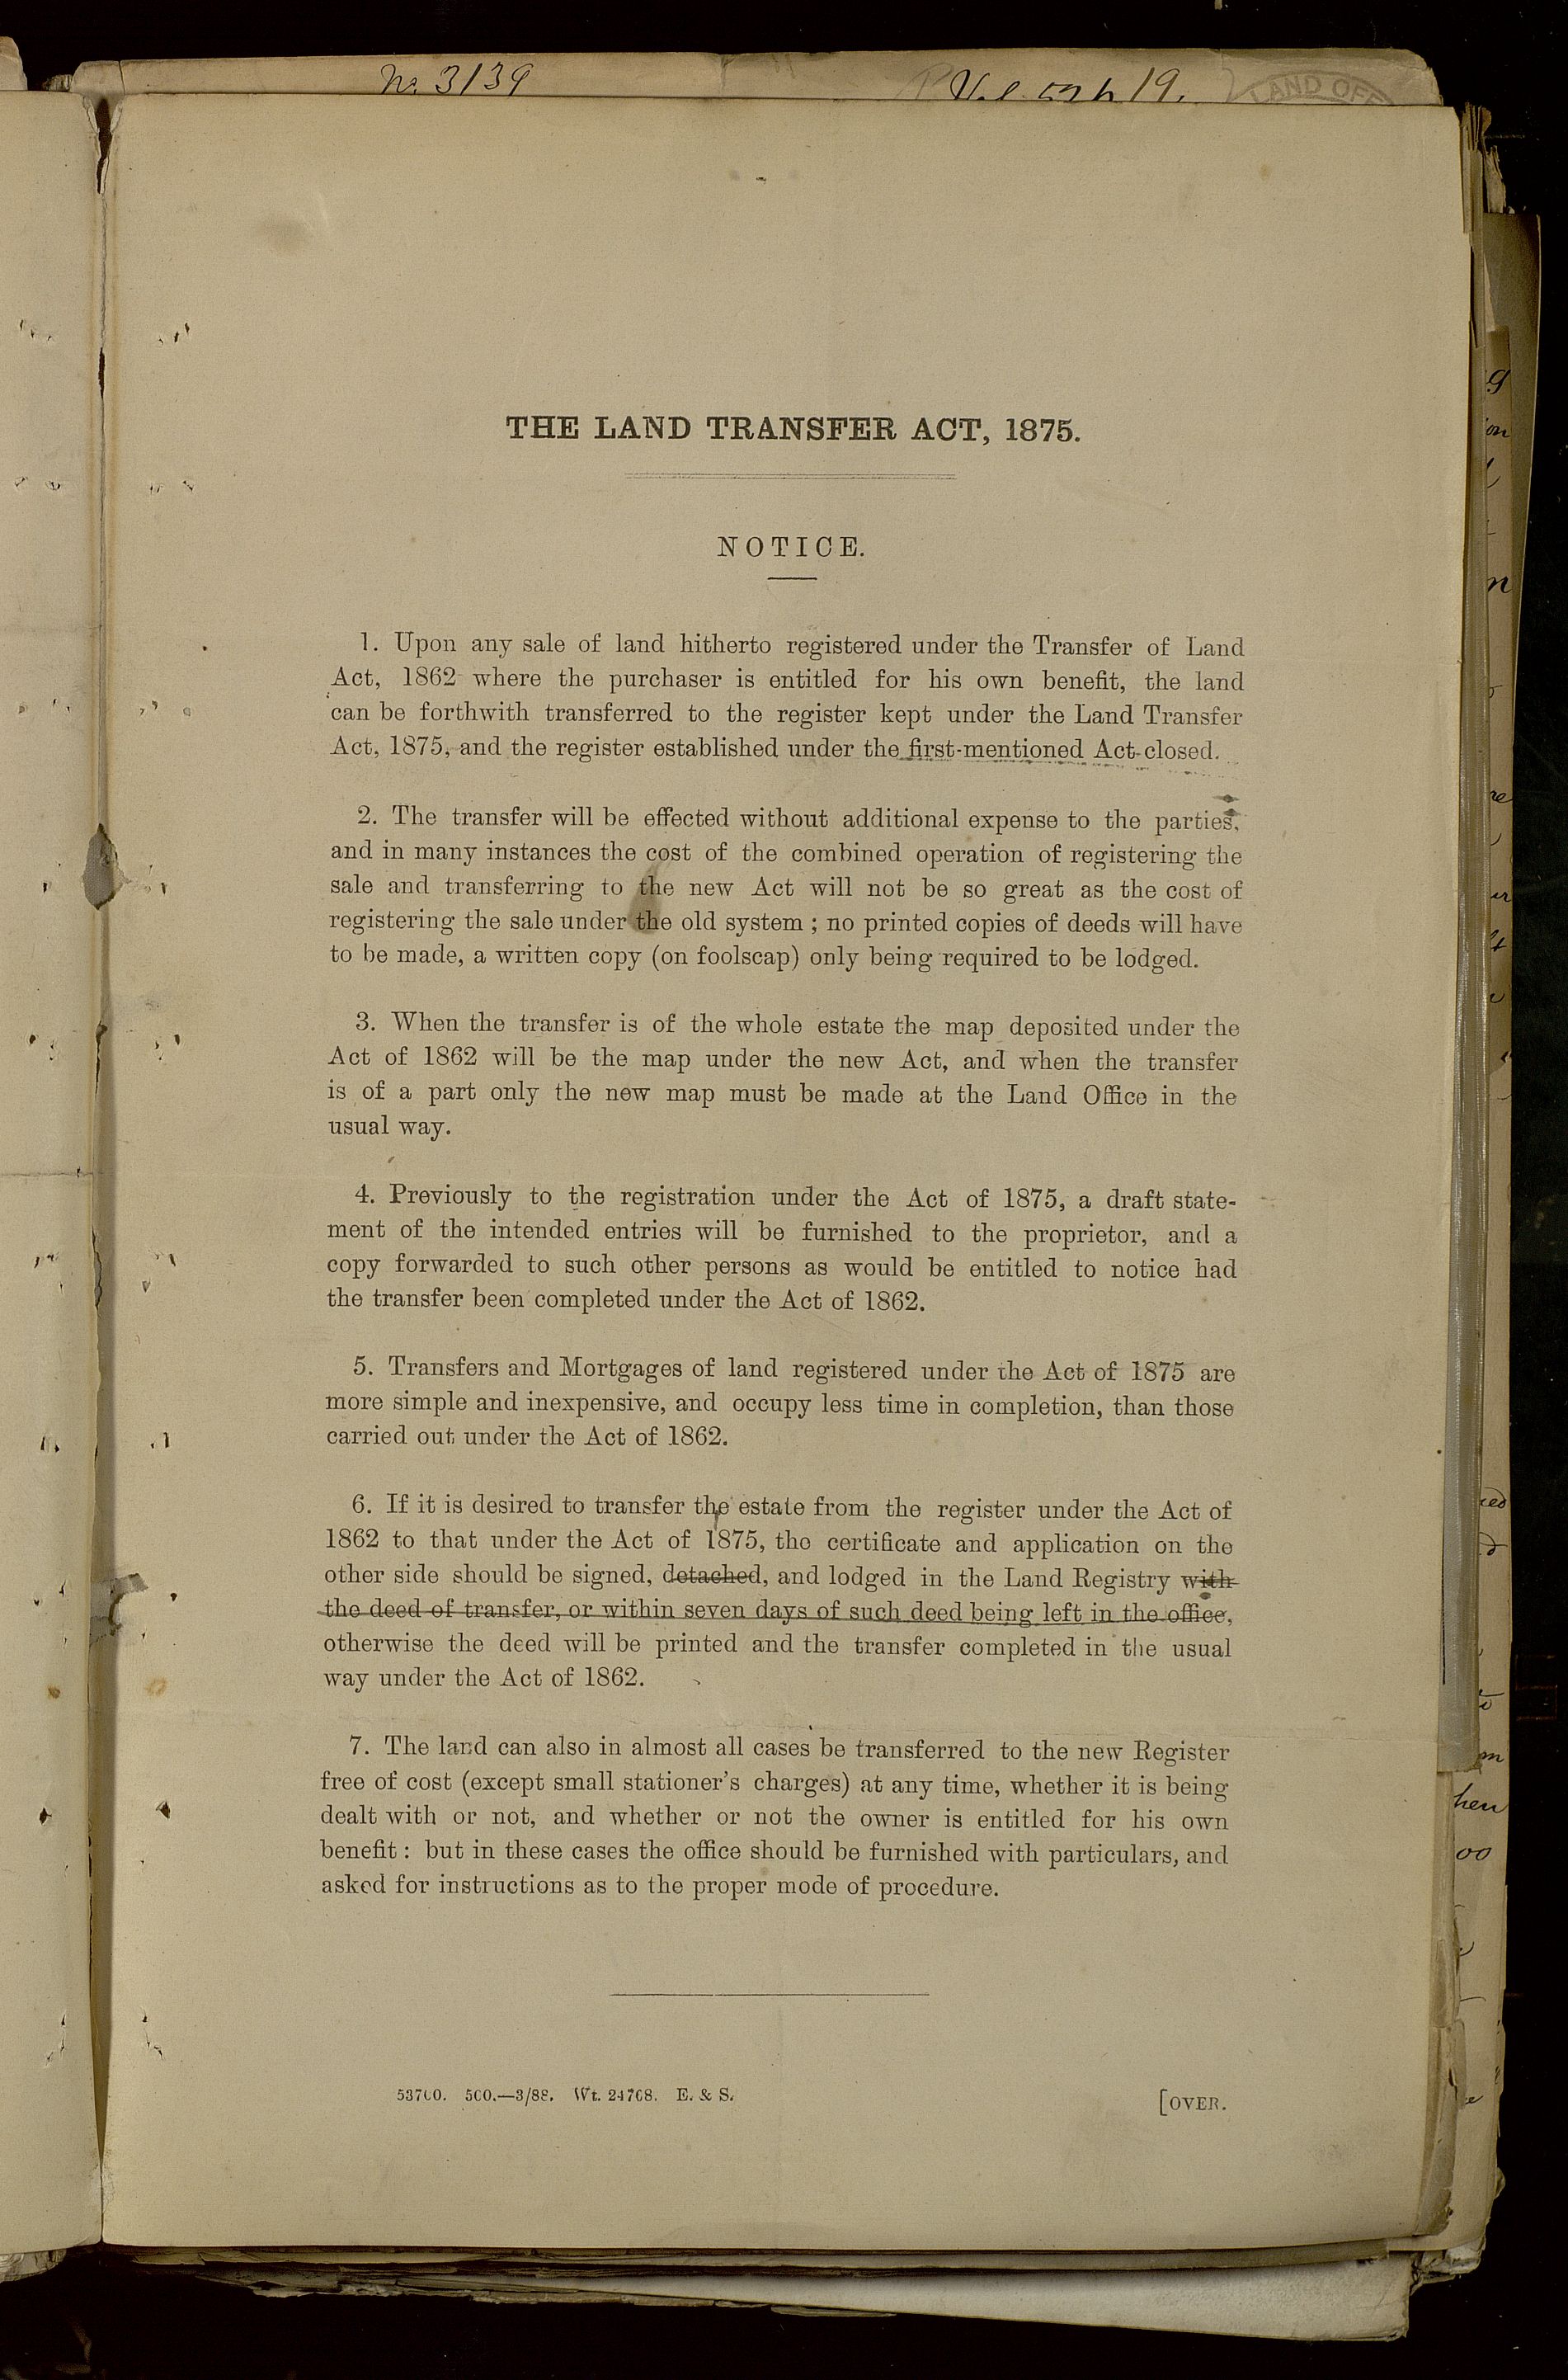 No. 3139
19.
LAND OFF
THE LAND TRANSFER ACT, 1875.
NOTICE.
1. Upon any sale of land hitherto registered under the Transfer of Land
Act, 1862 where the purchaser is entitled for his own benefit, the land
can be forthwith transferred to the register kept under the Land Transfer
Act, 1875, and the register established under the first-mentioned Act closed.
2. The transfer will be effected without additional expense to the parties,
and in many instances the cost of the combined operation of registering the
sale and transferring to the new Act will not be so great as the cost of
registering the sale under the old system ; no printed copies of deeds will have
to be made, a written copy (on foolscap) only being required to be lodged.
3. When the transfer is of the whole estate the map deposited under the
Act of 1862 will be the map under the new Act, and when the transfer
is of a part only the new map must be made at the Land Office in the
usual way.
4. Previously to the registration under the Act of 1875, a draft state-
ment of the intended entries will be furnished to the proprietor, and a
copy forwarded to such other persons as would be entitled to notice had
the transfer been completed under the Act of 1862.
5. Transfers and Mortgages of land registered under the Act of 1875 are
more simple and inexpensive, and occupy less time in completion, than those
carried out under the Act of 1862.
6. If it is desired to transfer the estate from the register under the Act of
1862 to that under the Act of 1875, the certificate and application on the
other side should be signed, detached, and lodged in the Land Registry with
the deed of transfer, or within seven days of such deed being left in the office,
otherwise the deed will be printed and the transfer completed in the usual
way under the Act of 1862.
7. The land can also in almost all cases be transferred to the new Register
free of cost (except small stationer's charges) at any time, whether it is being
dealt with or not, and whether or not the owner is entitled for his own
benefit : but in these cases the office should be furnished with particulars, and
asked for instructions as to the proper mode of procedure.
53700. 500.—3/88. Wt. 24768. E. & S.
[OVER.